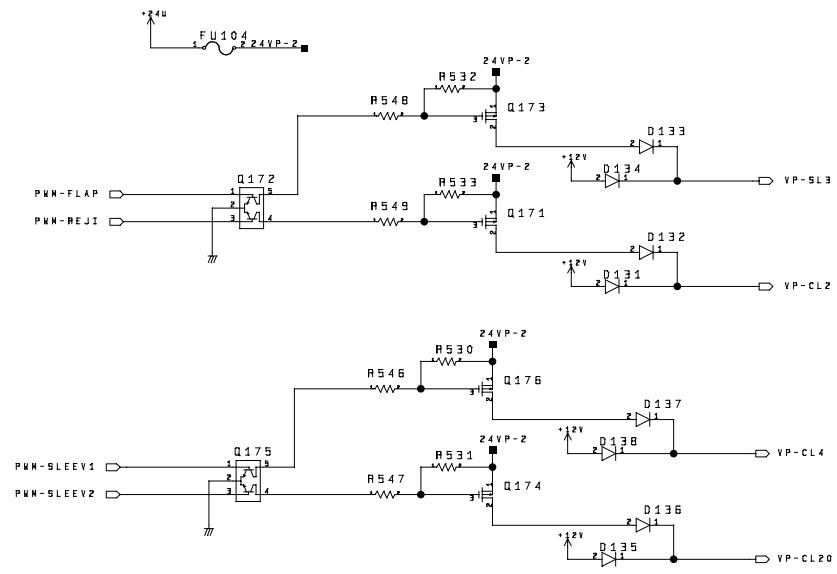 +24V
FU104
1 2 24VP-2
24VP-2
R532
R548
Q173
1
3
2
D133
2 1
+12V
D134
2 1
VP-SL3
Q172
PWM-FLAP
1 5
2
PWM-REJI
3 4
24VP-2
R533
R549
Q171
1
3
2
D132
2 1
+12V
D131
2 1
VP-CL2
24VP-2
R530
R546
Q176
1
3
2
D137
2 1
+12V
D138
2 1
VP-CL4
Q175
PWM-SLEEV1
1 5
2
PWM-SLEEV2
3 4
24VP-2
R531
R547
Q174
1
3
2
D136
2 1
+12V
D135
2 1
VP-CL20